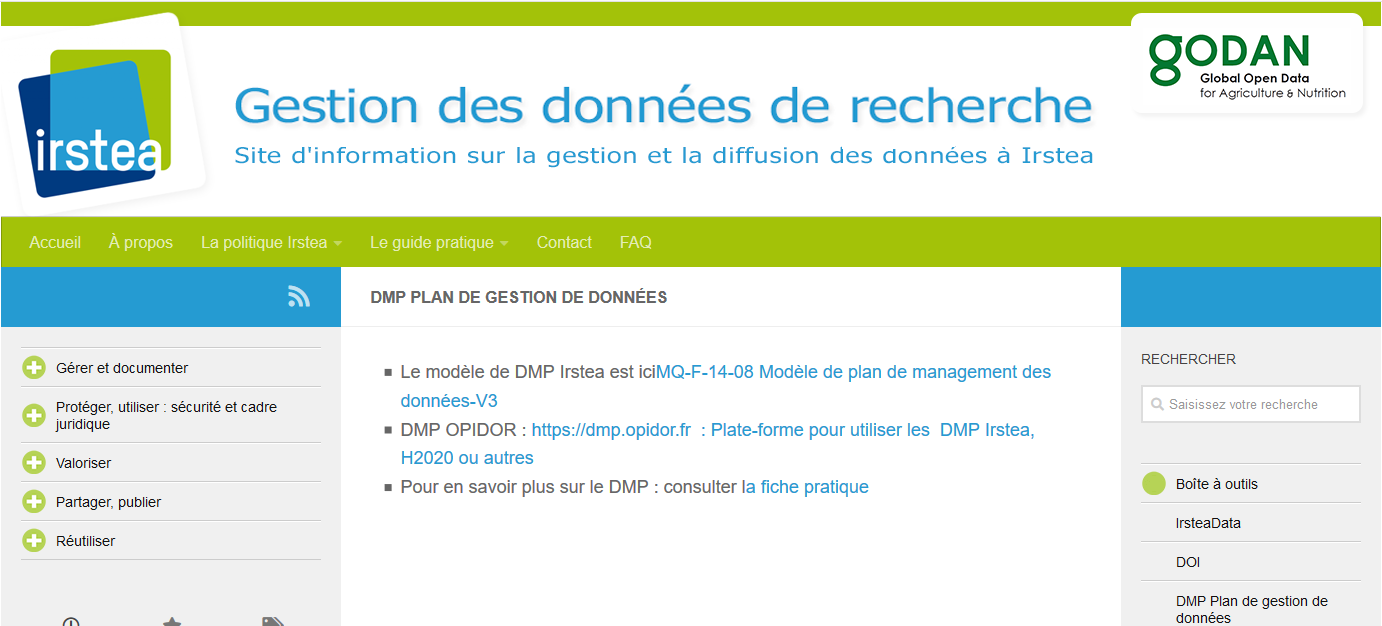 irstea
Gestion des données de recherche
Site d'information sur la gestion et la diffusion des données à Irstea
gODAN
Global Open Data
for Agriculture & Nutrition
Accueil À propos La politique Irstea Le guide pratique Contact FAQ
DMP PLAN DE GESTION DE DONNÉES
Gérer et documenter
Protéger, utiliser : sécurité et cadre
juridique
Valoriser
Partager, publier
Réutiliser
Le modèle de DMP Irstea est iciMQ-F-14-08 Modèle de plan de management des
données-V3
DMP OPIDOR : https://dmp.opidor.fr : Plate-forme pour utiliser les DMP Irstea,
H2020 ou autres
Pour en savoir plus sur le DMP : consulter la fiche pratique
RECHERCHER
Saisissez votre recherche
Boîte à outils
IrsteaData
DOI
DMP Plan de gestion de
données